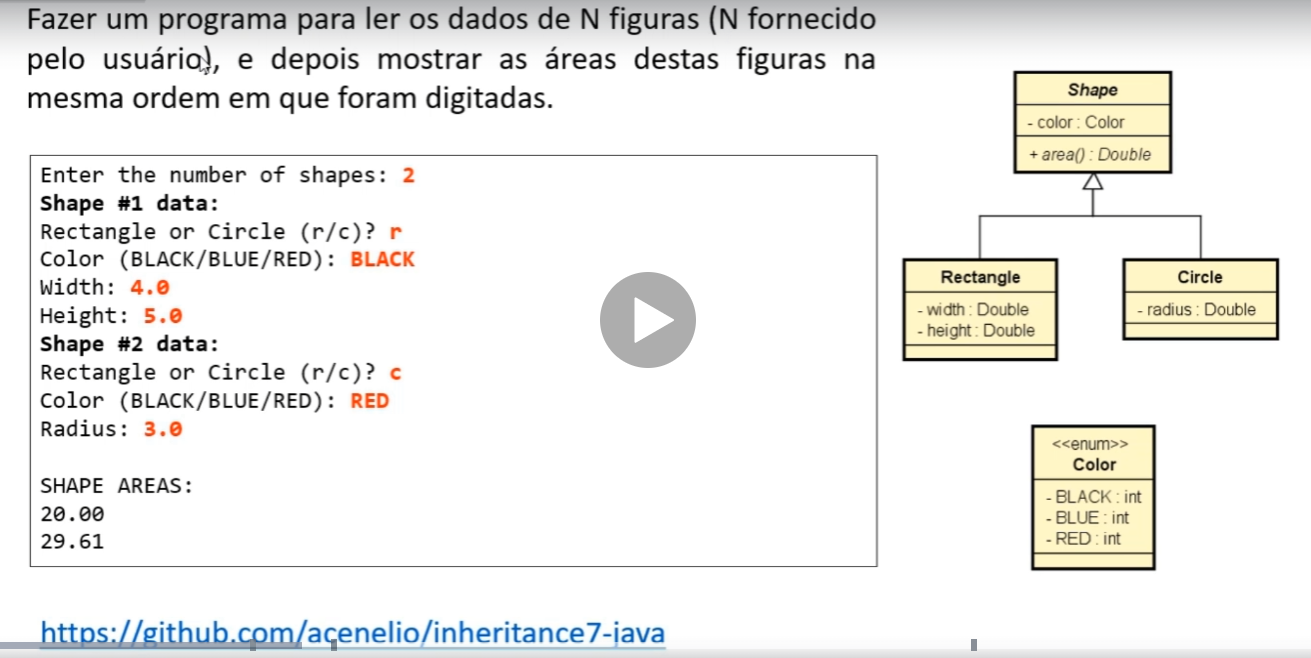 Fazer um programa para ler os dados de N figuras (N fornecido
pelo usuário), e depois mostrar as áreas destas figuras na
mesma ordem em que foram digitadas.
Enter the number of shapes: 2
Shape #1 data:
Rectangle or Circle (r/c)? r
Color (BLACK/BLUE/RED): BLACK
Width: 4.0
Height: 5.0
Shape #2 data:
Rectangle or Circle (r/c)? c
Color (BLACK/BLUE/RED): RED
Radius: 3.0
SHAPE AREAS:
20.00
29.61
Shape
- color : Color
+ area() : Double
Rectangle
- width : Double
- height : Double
Circle
- radius : Double
<<enum>>
Color
- BLACK : int
- BLUE : int
- RED : int
https://github.com/acenelio/inheritance7-java